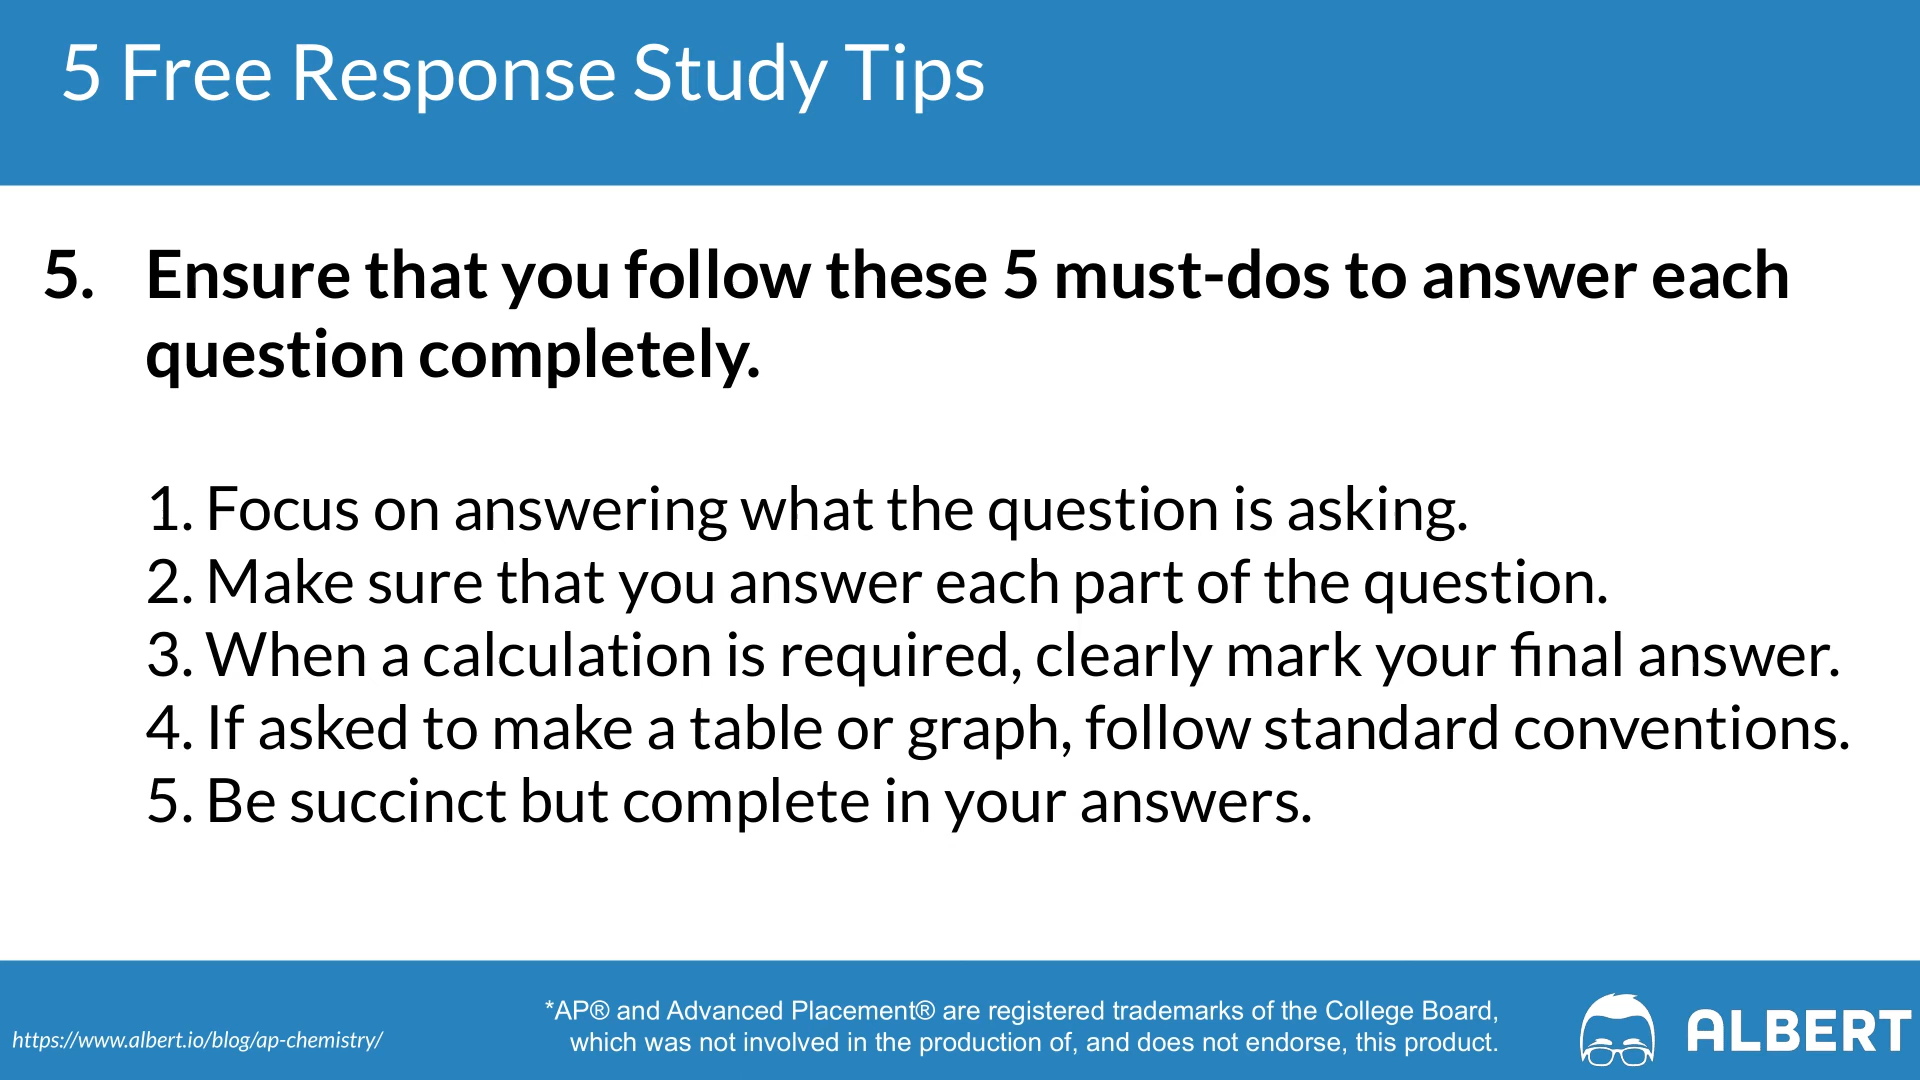 5 Free Response Study Tips
5. Ensure that you follow these 5 must-dos to answer each
question completely.
1. Focus on answering what the question is asking.
2. Make sure that you answer each part of the question.
3. When a calculation is required, clearly mark your final answer.
4. If asked to make a table or graph, follow standard conventions.
5. Be succinct but complete in your answers.
https://www.albert.io/blog/ap-chemistry/
*AP® and Advanced Placement® are registered trademarks of the College Board,
which was not involved in the production of, and does not endorse, this product.
ALBERT